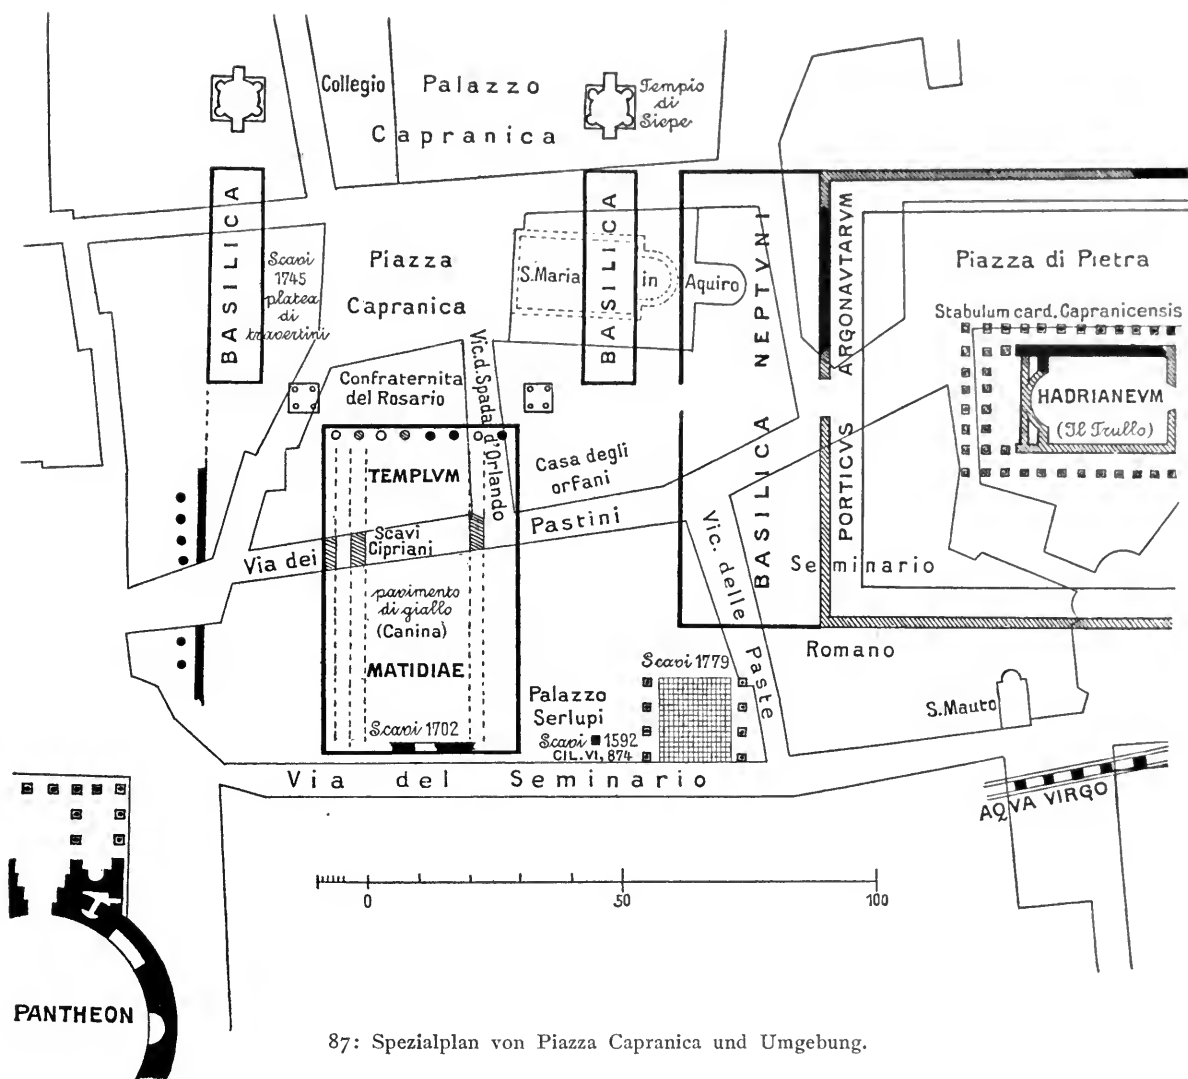 Collegio
Palazzo
Capranica
Tempio
di
Siepe
BASILICA
Scavi
1745
platea
di
travertini
Piazza
Capranica
BASILICA
S. Maria in Aquiro
BASILICA NEPTVNI
PORTICVS ARGONAVTARVM
Piazza di Pietra
Stabulum card. Capranicensis
HADRIANEVM
(Il Trullo)
Confraternita
del Rosario
Vic. d. Spada d'Orlando
Casa degli
orfani
TEMPLVM
Scavi
Cipriani
Via dei Pastini
pavimento
di giallo
(Canina)
MATIDIAE
Scavi 1702
Vic. delle Paste
Seminario
Romano
Scavi 1779
Palazzo
Serlupi
Scavi 1592
CIL. VI, 874
S. Mauto
Via del Seminario
AQVA VIRGO
0 50 100
PANTHEON
87: Spezialplan von Piazza Capranica und Umgebung.